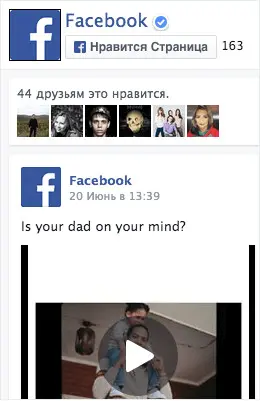 Facebook
Нравится Страница 163
44 друзьям это нравится.
Facebook
20 Июнь в 13:39
Is your dad on your mind?